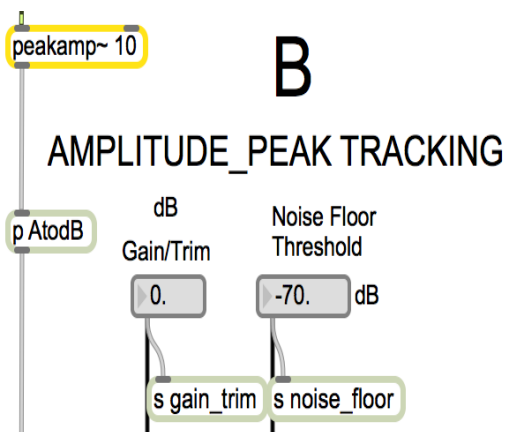 peakamp~ 10
B
AMPLITUDE_PEAK TRACKING
p AtodB
dB
Gain/Trim
Noise Floor
Threshold
0.
-70.
dB
s gain_trim
s noise_floor